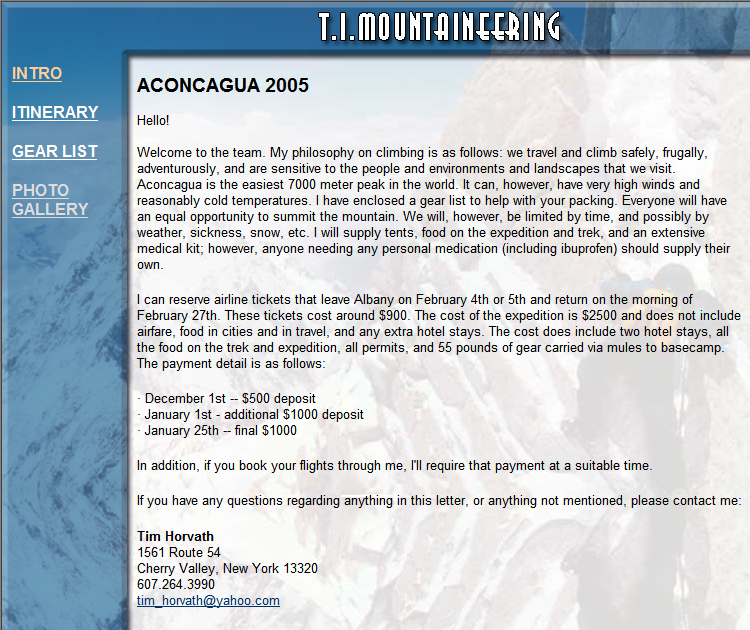 T.I.MOUNTAINEERING
INTRO
ITINERARY
GEAR LIST
PHOTO
GALLERY
ACONCAGUA 2005
Hello!
Welcome to the team. My philosophy on climbing is as follows: we travel and climb safely, frugally,
adventurously, and are sensitive to the people and environments and landscapes that we visit.
Aconcagua is the easiest 7000 meter peak in the world. It can, however, have very high winds and
reasonably cold temperatures. I have enclosed a gear list to help with your packing. Everyone will have
an equal opportunity to summit the mountain. We will, however, be limited by time, and possibly by
weather, sickness, snow, etc. I will supply tents, food on the expedition and trek, and an extensive
medical kit; however, anyone needing any personal medication (including ibuprofen) should supply their
own.
I can reserve airline tickets that leave Albany on February 4th or 5th and return on the morning of
February 27th. These tickets cost around $900. The cost of the expedition is $2500 and does not include
airfare, food in cities and in travel, and any extra hotel stays. The cost does include two hotel stays, all
the food on the trek and expedition, all permits, and 55 pounds of gear carried via mules to basecamp.
The payment detail is as follows:
· December 1st -- $500 deposit
· January 1st - additional $1000 deposit
· January 25th -- final $1000
In addition, if you book your flights through me, I'll require that payment at a suitable time.
If you have any questions regarding anything in this letter, or anything not mentioned, please contact me:
Tim Horvath
1561 Route 54
Cherry Valley, New York 13320
607.264.3990
tim_horvath@yahoo.com